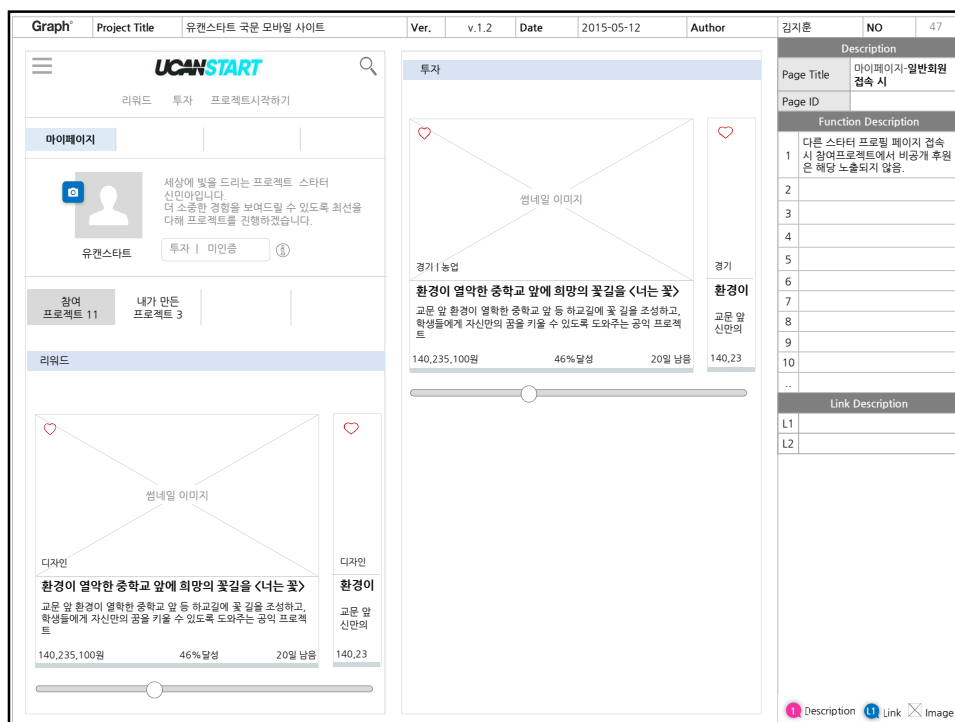 Graph° Project Title 유캔스타트 국문 모바일 사이트 Ver. v.1.2 Date 2015-05-12 Author 김지훈 NO 47
UCANSTART
리워드 투자 프로젝트시작하기
마이페이지
세상에 빛을 드리는 프로젝트 스타터
신민아입니다.
더 소중한 경험을 보여드릴 수 있도록 최선을
다해 프로젝트를 진행하겠습니다.
유캔스타트
투자 | 미인증
참여
프로젝트 11
내가 만든
프로젝트 3
리워드
썸네일 이미지
디자인
환경이 열악한 중학교 앞에 희망의 꽃길을 <너는 꽃>
교문 앞 환경이 열학한 중학교 앞 등 하교길에 꽃 길을 조성하고,
학생들에게 자신만의 꿈을 키울 수 있도록 도와주는 공익 프로젝
트
140,235,100원 46%달성 20일 남음
디자인
환경이
교문 앞
신만의
140,23
투자
썸네일 이미지
경기 | 농업
환경이 열악한 중학교 앞에 희망의 꽃길을 <너는 꽃>
교문 앞 환경이 열학한 중학교 앞 등 하교길에 꽃 길을 조성하고,
학생들에게 자신만의 꿈을 키울 수 있도록 도와주는 공익 프로젝
트
140,235,100원 46%달성 20일 남음
경기
환경이
교문 앞
신만의
140,23
Description
Page Title 마이페이지-일반회원
접속 시
Page ID
Function Description
1 다른 스타터 프로필 페이지 접속
시 참여프로젝트에서 비공개 후원
은 해당 노출되지 않음.
2
3
4
5
6
7
8
9
10
..
Link Description
L1
L2
1 Description L1 Link Image